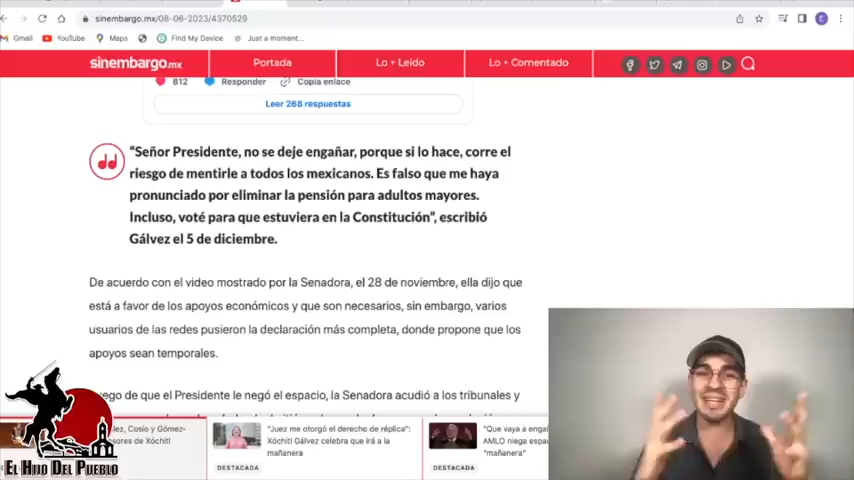 sinembargo.mx/08-06-2023/4370529
Gmail YouTube Maps Find My Device Just a moment...
sinembargo.mx Portada Lo + Leído Lo + Comentado
812 Responder Copia enlace
Leer 268 respuestas
“Señor Presidente, no se deje engañar, porque si lo hace, corre el
riesgo de mentirle a todos los mexicanos. Es falso que me haya
pronunciado por eliminar la pensión para adultos mayores.
Incluso, voté para que estuviera en la Constitución”, escribió
Gálvez el 5 de diciembre.
De acuerdo con el video mostrado por la Senadora, el 28 de noviembre, ella dijo que
está a favor de los apoyos económicos y que son necesarios, sin embargo, varios
usuarios de las redes pusieron la declaración más completa, donde propone que los
apoyos sean temporales.
uego de que el Presidente le negó el espacio, la Senadora acudió a los tribunales y
ez, Cosío y Gómez-
sores de Xóchitl
"Juez me otorgó el derecho de réplica":
Xóchitl Gálvez celebra que irá a la
mañanera
DESTACADA
"Que vaya a enga
AMLO niega espa
"mañanera"
DESTACADA
EL HIJO DEL PUEBLO